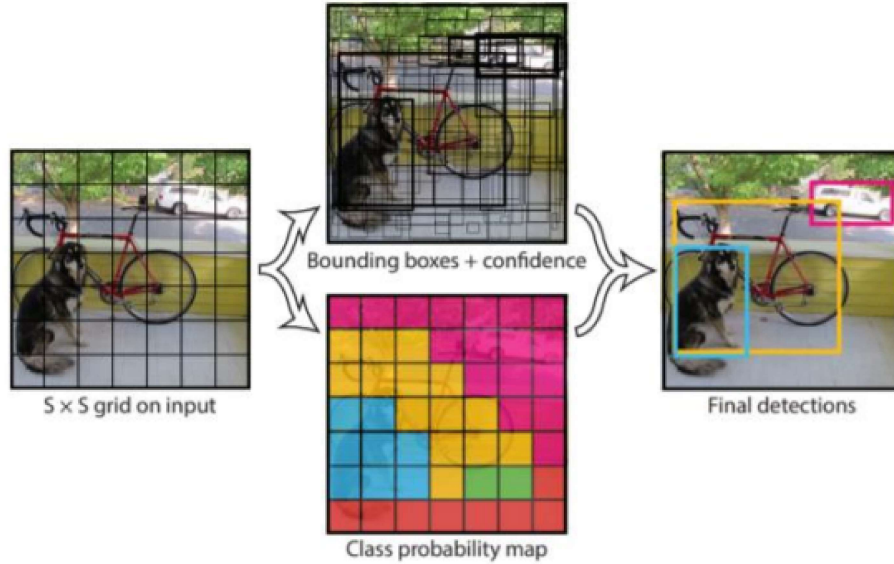 Bounding boxes + confidence
S × S grid on input
Final detections
Class probability map